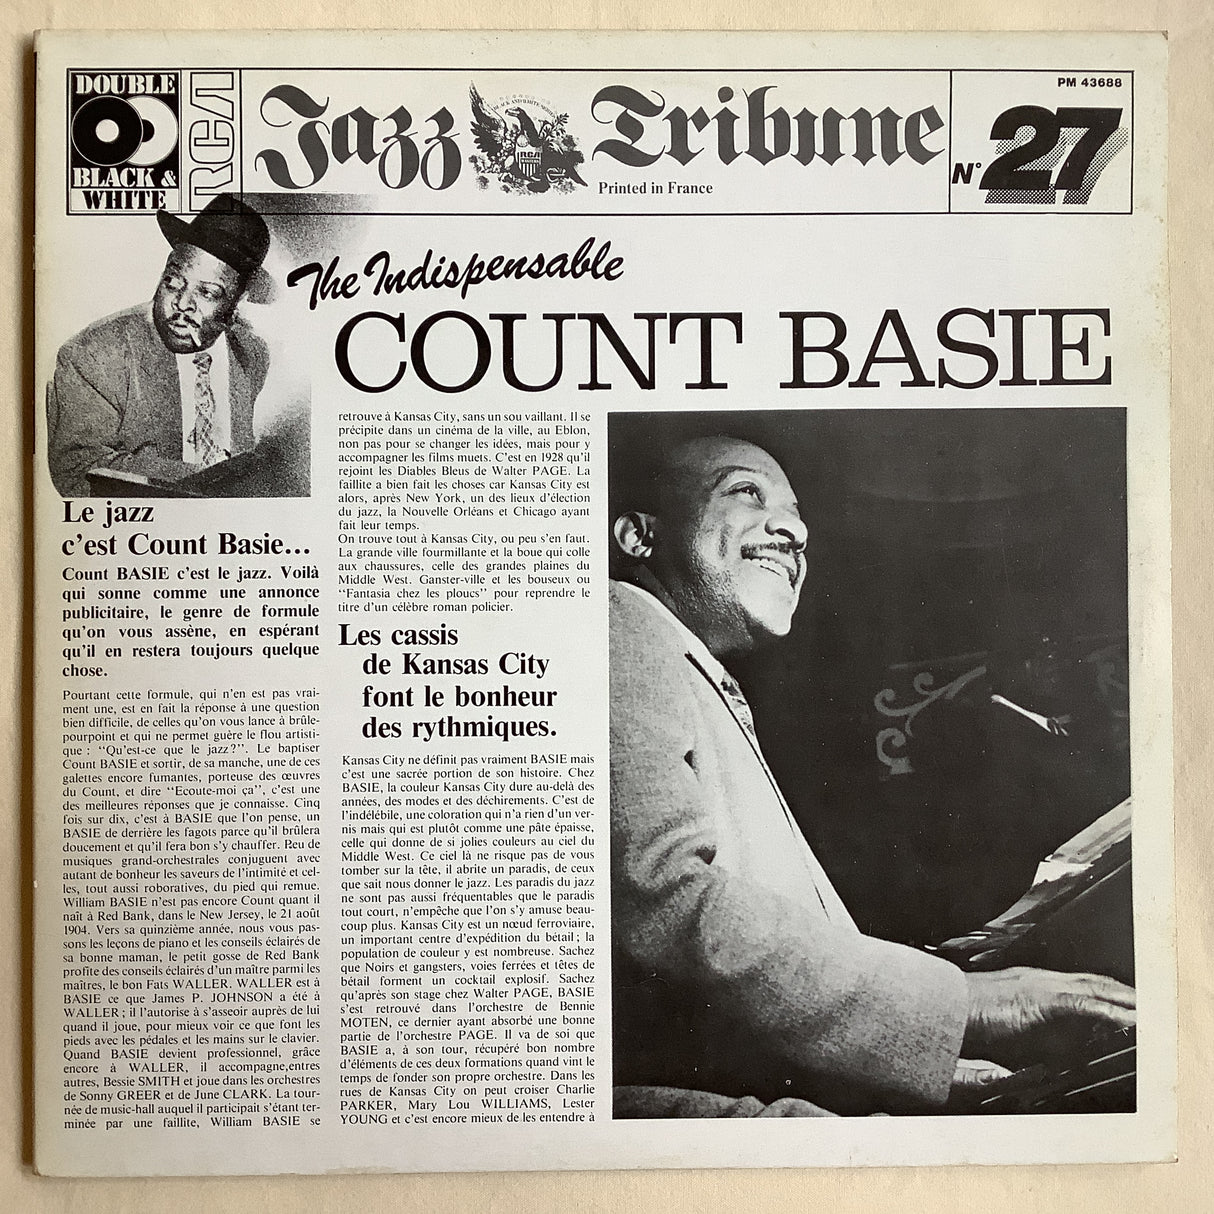 DOUBLE
BLACK &
WHITE
RCA
Jazz Tribune
RCA
Printed in France
PM 43688
N° 27
The Indispensable
COUNT BASIE
Le jazz
c'est Count Basie...
Count BASIE c'est le jazz. Voilà
qui sonne comme une annonce
publicitaire, le genre de formule
qu'on vous assène, en espérant
qu'il en restera toujours quelque
chose.
Pourtant cette formule, qui n'en est pas vrai-
ment une, est en fait la réponse à une question
bien difficile, de celles qu'on vous lance à brûle-
pourpoint et qui ne permet guère le flou artisti-
que : "Qu'est-ce que le jazz?". Le baptiser
Count BASIE et sortir, de sa manche, une de ces
galettes encore fumantes, porteuse des œuvres
du Count, et dire "Ecoute-moi ça", c'est une
des meilleures réponses que je connaisse. Cinq
fois sur dix, c'est à BASIE que l'on pense, un
BASIE de derrière les fagots parce qu'il brûlera
doucement et qu'il fera bon s'y chauffer. Peu de
musiques grand-orchestrales conjuguent avec
autant de bonheur les saveurs de l'intimité et cel-
les, tout aussi roboratives, du pied qui remue.
William BASIE n'est pas encore Count quant il
naît à Red Bank, dans le New Jersey, le 21 août
1904. Vers sa quinzième année, nous vous pas-
sons les leçons de piano et les conseils éclairés de
sa bonne maman, le petit gosse de Red Bank
profite des conseils éclairés d'un maître parmi les
maîtres, le bon Fats WALLER. WALLER est à
BASIE ce que James P. JOHNSON a été à
WALLER ; il l'autorise à s'asseoir auprès de lui
quand il joue, pour mieux voir ce que font les
pieds avec les pédales et les mains sur le clavier.
Quand BASIE devient professionnel, grâce
encore à WALLER, il accompagne,entres
autres, Bessie SMITH et joue dans les orchestres
de Sonny GREER et de June CLARK. La tour-
née de music-hall auquel il participait s'étant ter-
minée par une faillite, William BASIE se
retrouve à Kansas City, sans un sou vaillant. Il se
précipite dans un cinéma de la ville, au Eblon,
non pas pour se changer les idées, mais pour y
accompagner les films muets. C'est en 1928 qu'il
rejoint les Diables Bleus de Walter PAGE. La
faillite a bien fait les choses car Kansas City est
alors, après New York, un des lieux d'élection
du jazz, la Nouvelle Orléans et Chicago ayant
fait leur temps.
On trouve tout à Kansas City, ou peu s'en faut.
La grande ville fourmillante et la boue qui colle
aux chaussures, celle des grandes plaines du
Middle West. Ganster-ville et les bouseux ou
"Fantasia chez les ploucs" pour reprendre le
titre d'un célèbre roman policier.
Les cassis
de Kansas City
font le bonheur
des rythmiques.
Kansas City ne définit pas vraiment BASIE mais
c'est une sacrée portion de son histoire. Chez
BASIE, la couleur Kansas City dure au-delà des
années, des modes et des déchirements. C'est de
l'indélébile, une coloration qui n'a rien d'un ver-
nis mais qui est plutôt comme une pâte épaisse,
celle qui donne de si jolies couleurs au ciel du
Middle West. Ce ciel là ne risque pas de vous
tomber sur la tête, il abrite un paradis, de ceux
que sait nous donner le jazz. Les paradis du jazz
ne sont pas aussi fréquentables que le paradis
tout court, n'empêche que l'on s'y amuse beau-
coup plus. Kansas City est un nœud ferroviaire,
un important centre d'expédition du bétail ; la
population de couleur y est nombreuse. Sachez
que Noirs et gangsters, voies ferrées et têtes de
bétail forment un cocktail explosif. Sachez
qu'après son stage chez Walter PAGE, BASIE
s'est retrouvé dans l'orchestre de Bennie
MOTEN, ce dernier ayant absorbé une bonne
partie de l'orchestre PAGE. Il va de soi que
BASIE a, à son tour, récupéré bon nombre
d'éléments de ces deux formations quand vint le
temps de fonder son propre orchestre. Dans les
rues de Kansas City on peut croiser Charlie
PARKER, Mary Lou WILLIAMS, Lester
YOUNG et c'est encore mieux de les entendre à